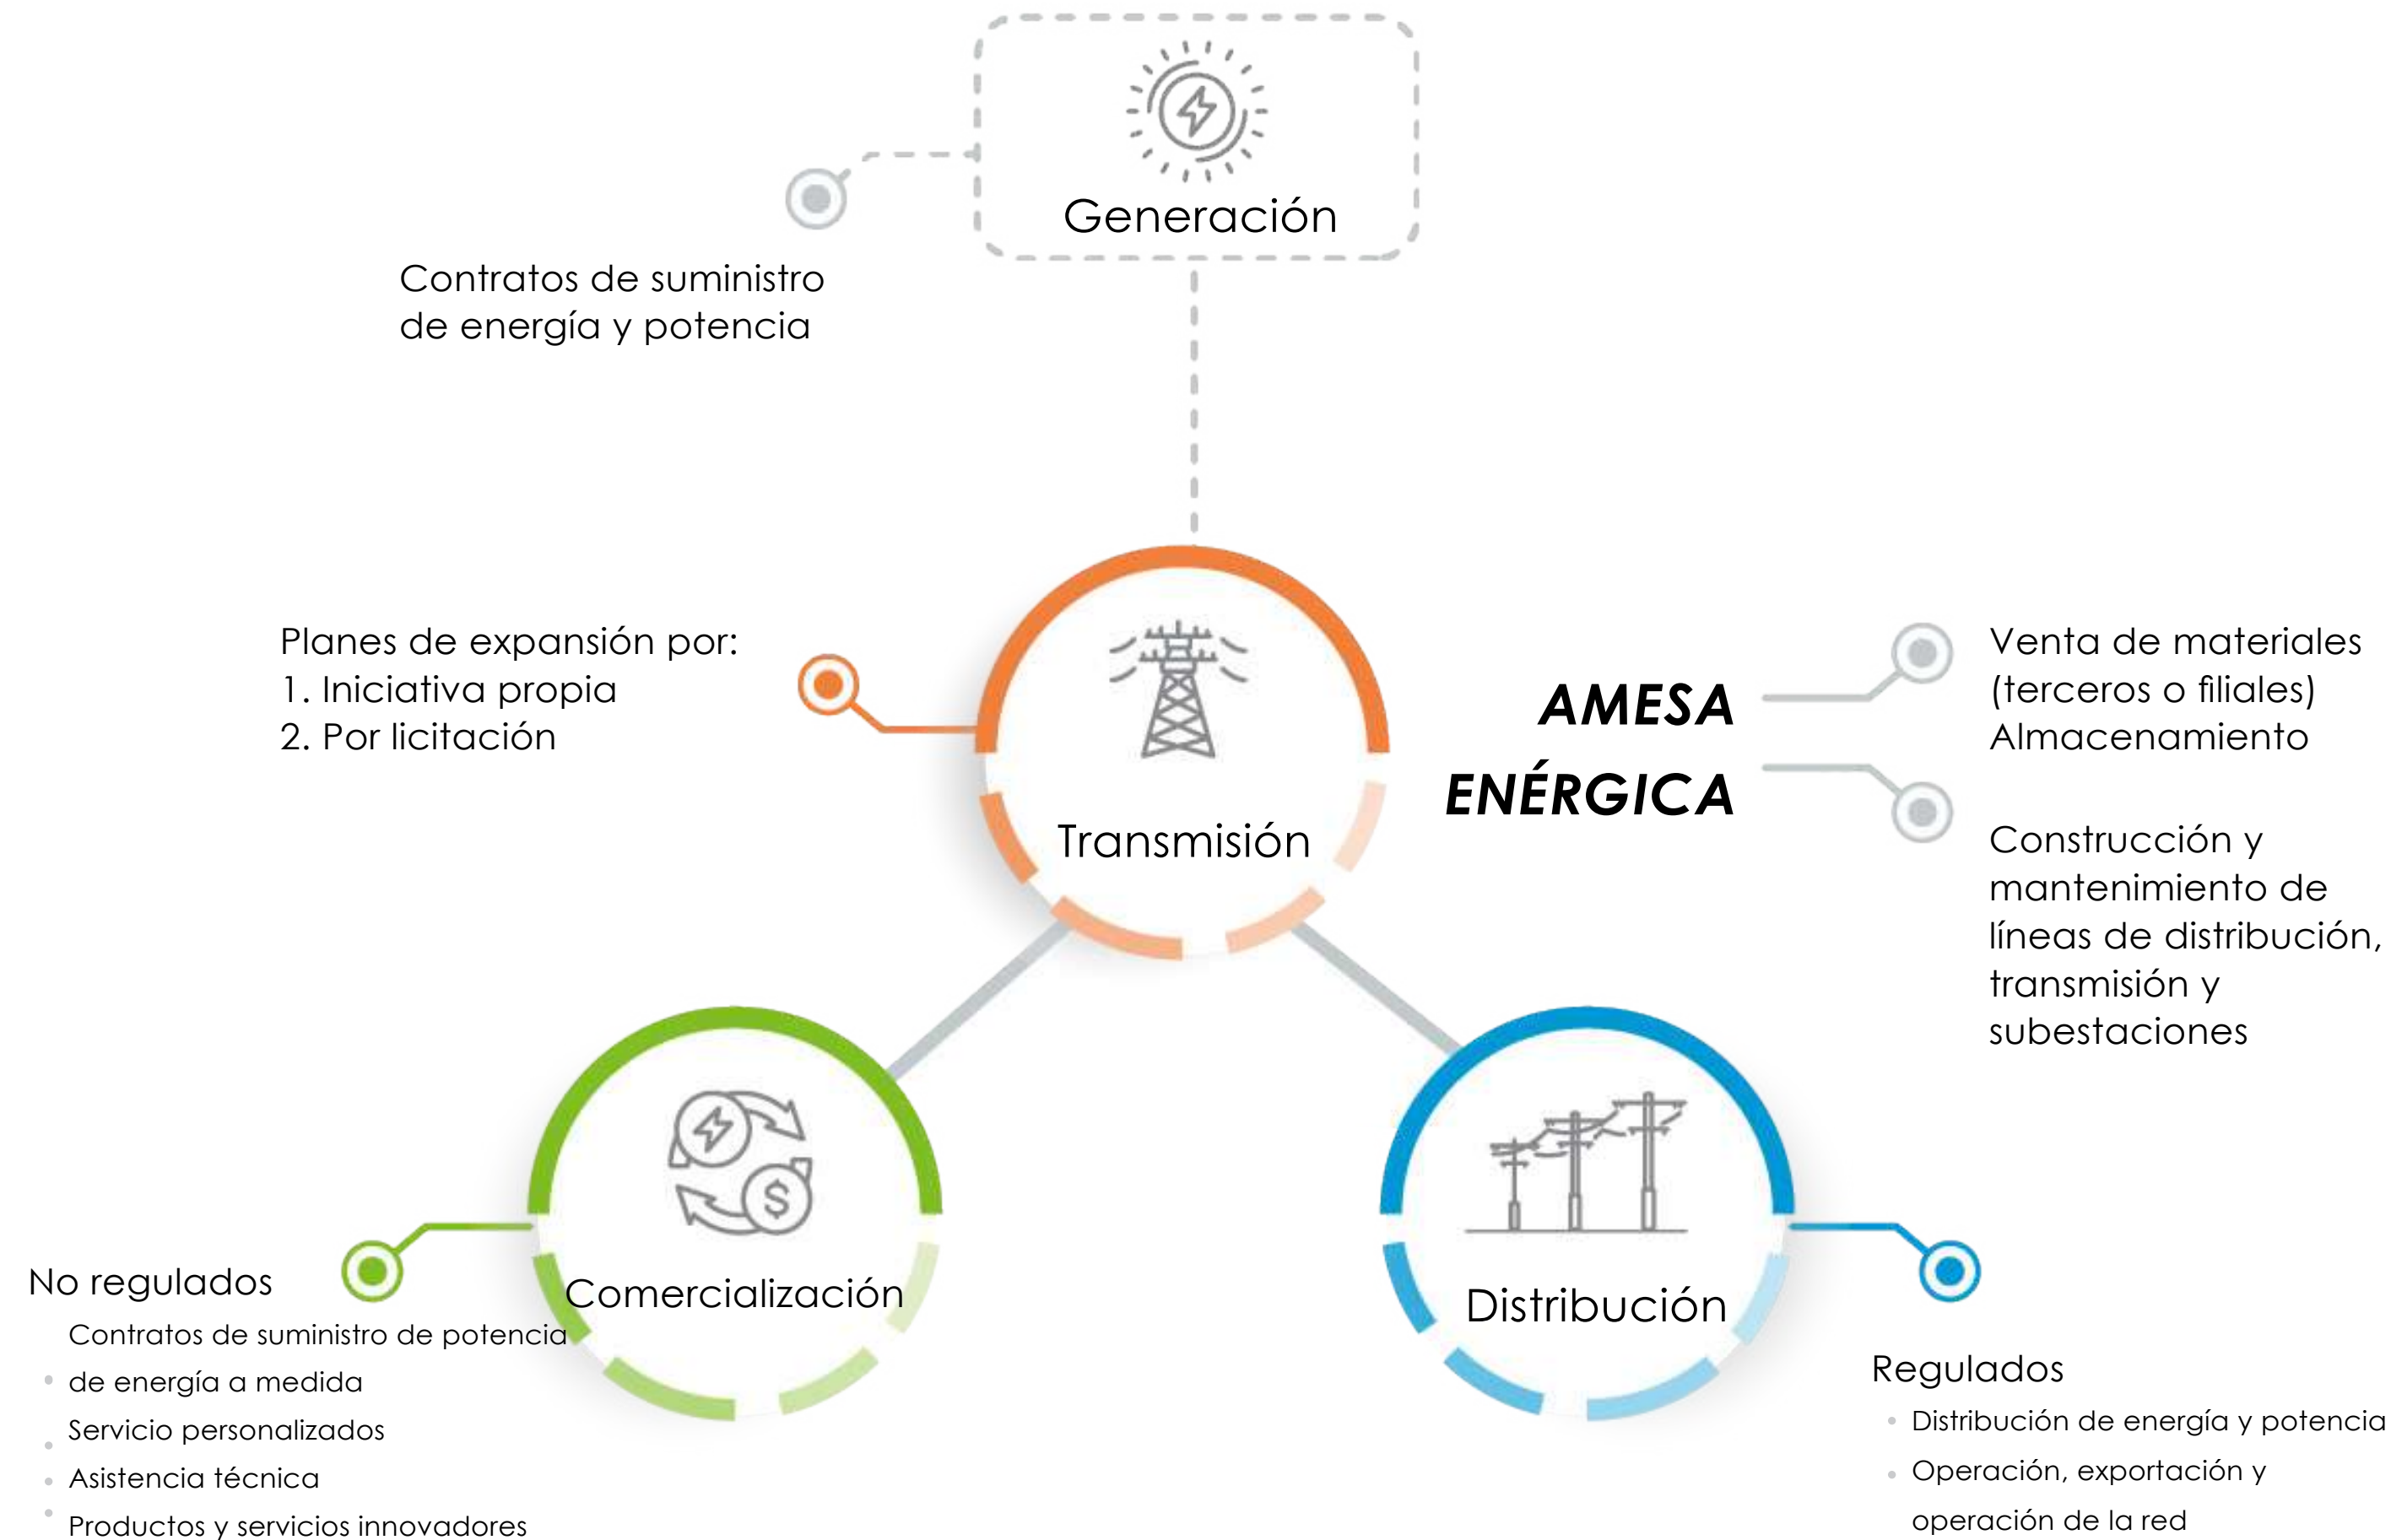 Generación
Contratos de suministro
de energía y potencia
Planes de expansión por:
1. Iniciativa propia
2. Por licitación
Transmisión
AMESA
ENÉRGICA
Venta de materiales
(terceros o filiales)
Almacenamiento
Construcción y
mantenimiento de
líneas de distribución,
transmisión y
subestaciones
$
Comercialización
No regulados
Contratos de suministro de potencia
• de energía a medida
Servicio personalizados
• Asistencia técnica
Productos y servicios innovadores
Distribución
Regulados
• Distribución de energía y potencia
• Operación, exportación y
operación de la red